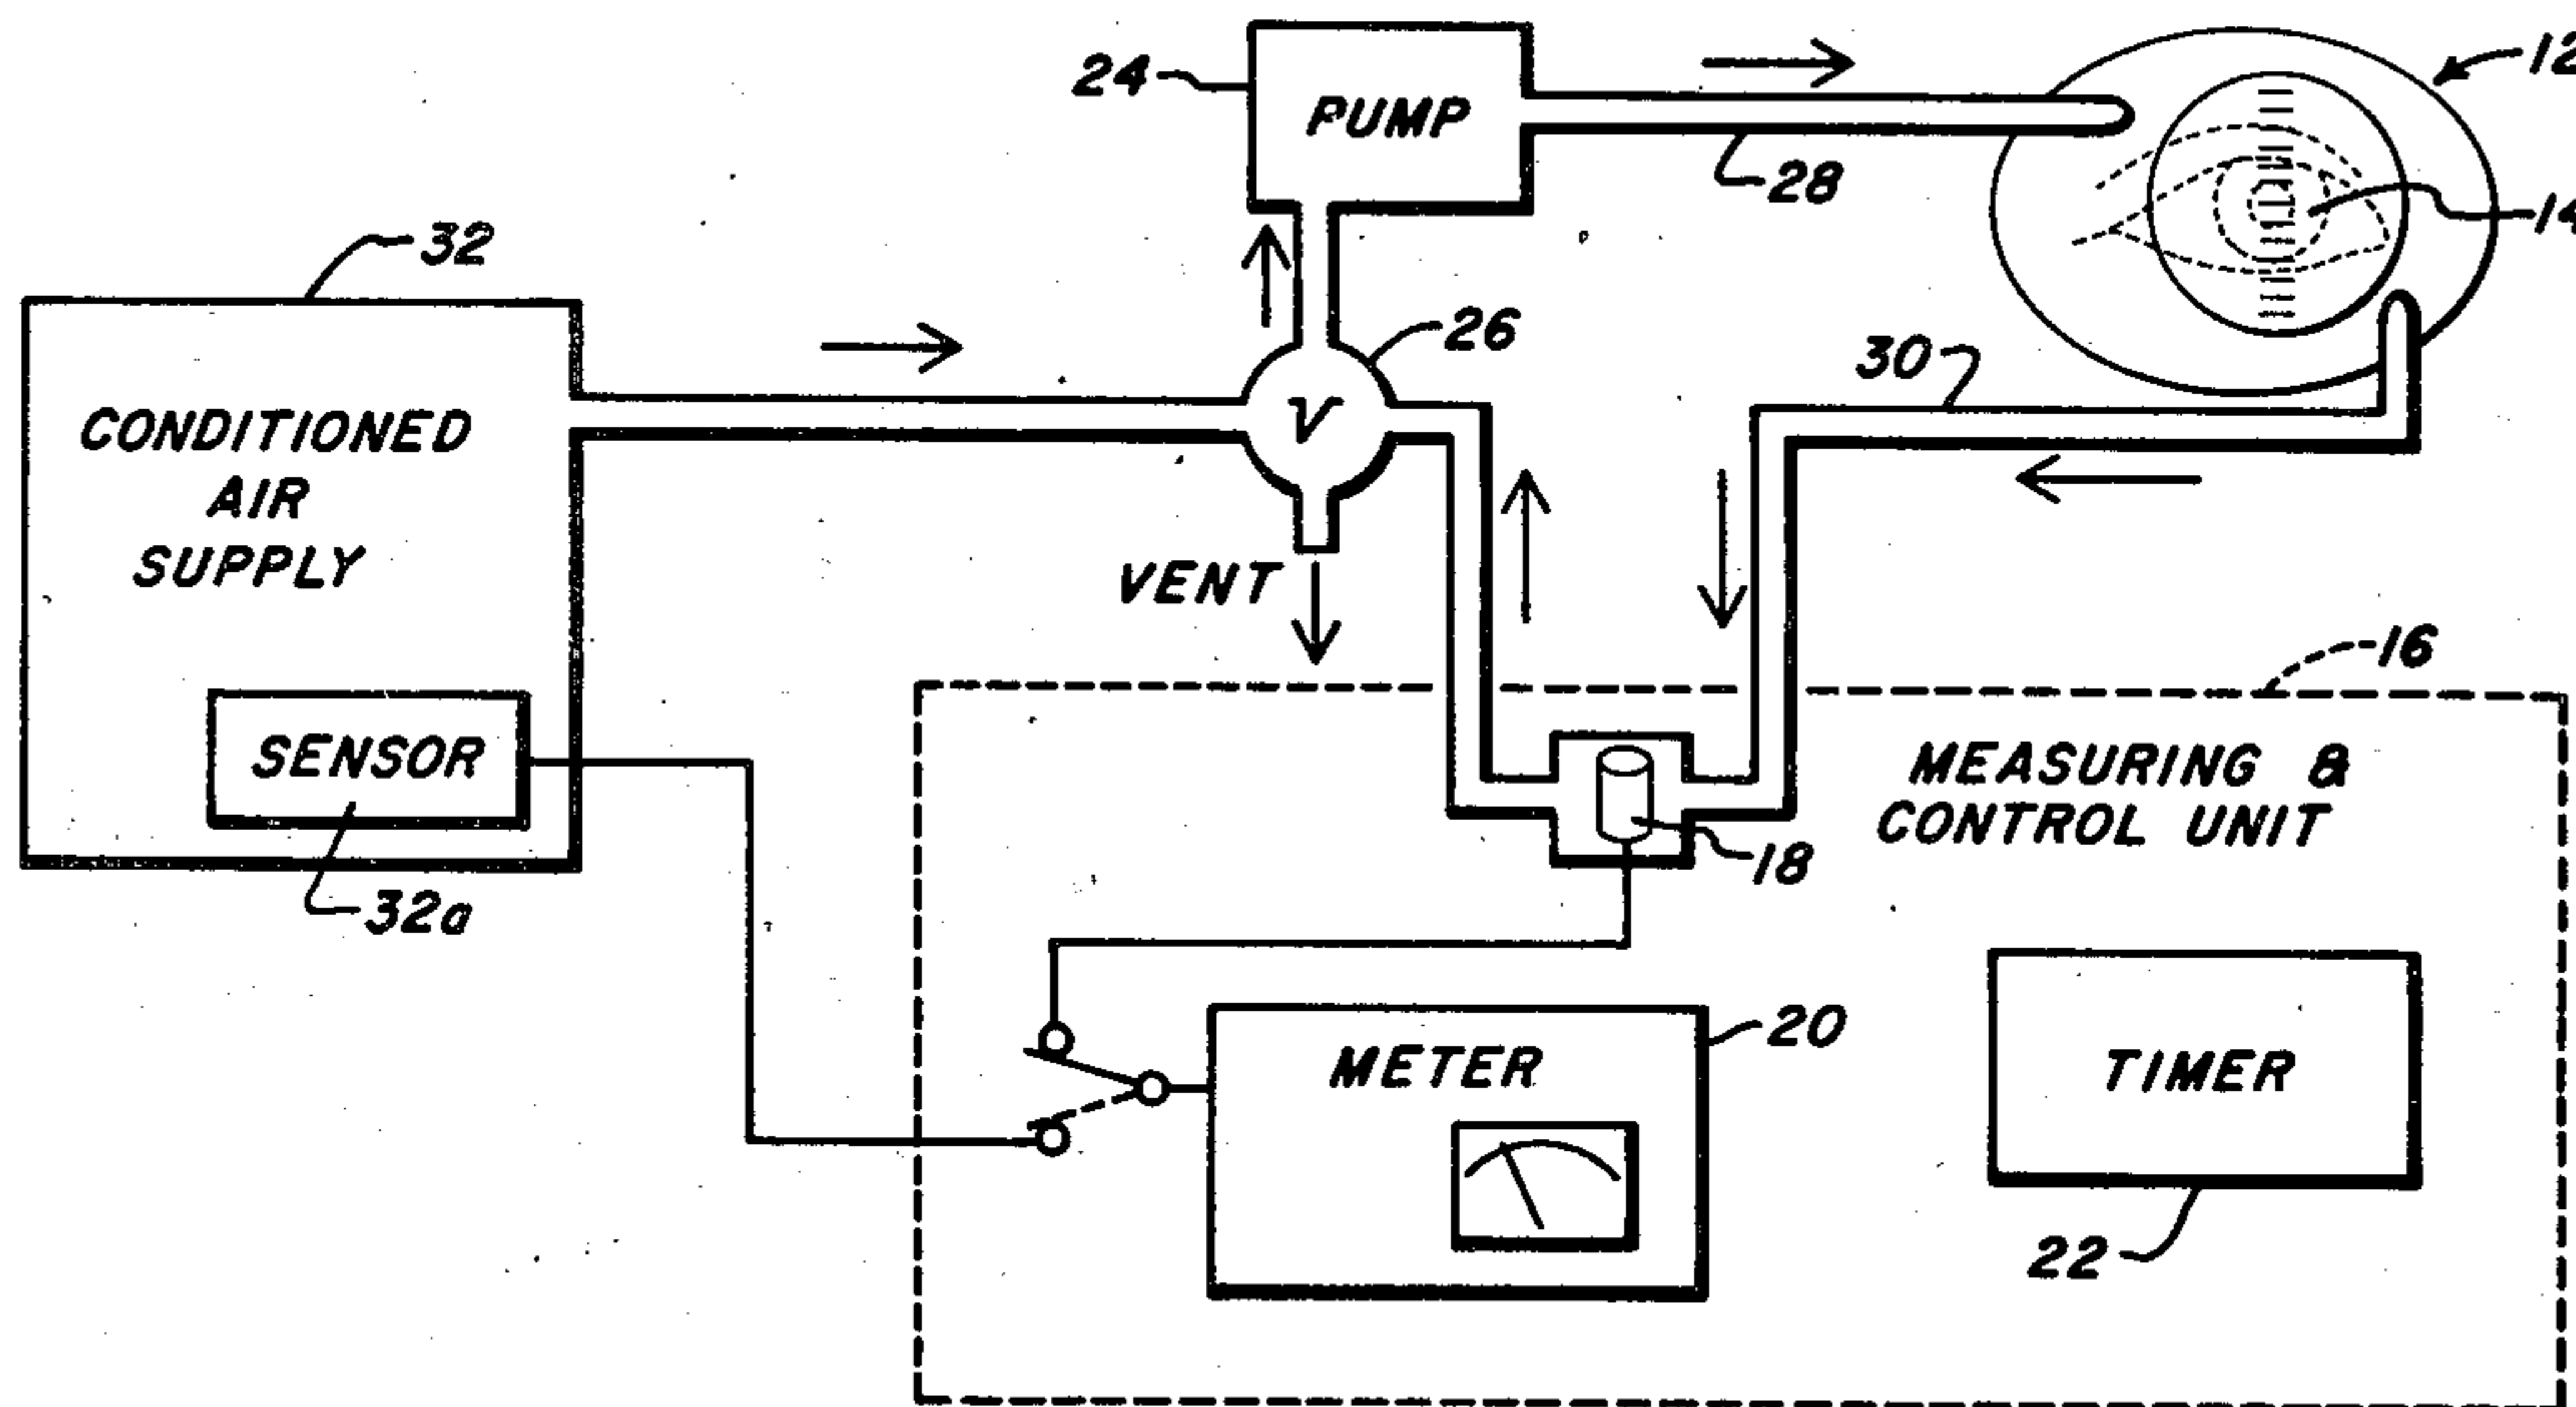 24
PUMP
12
28
14
32
26
30
CONDITIONED
AIR
SUPPLY
V
VENT
16
SENSOR
MEASURING &
CONTROL UNIT
18
32a
20
METER
TIMER
22